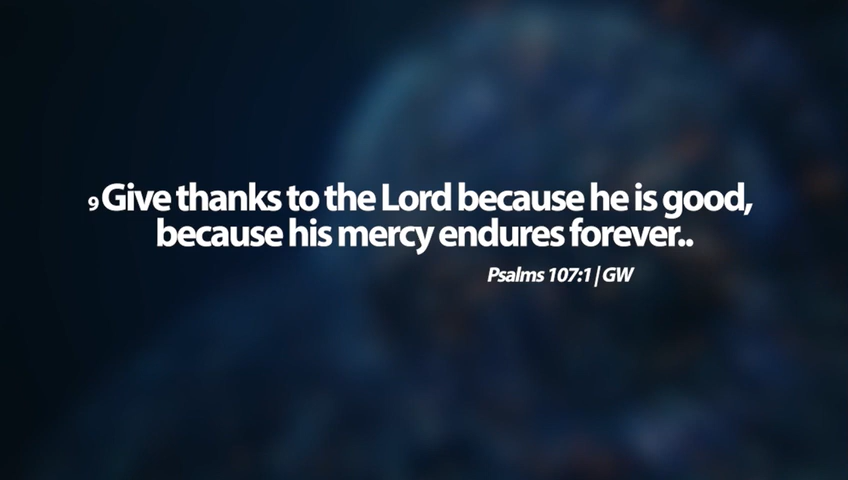 9 Give thanks to the Lord because he is good,
because his mercy endures forever..
Psalms 107:1 | GW